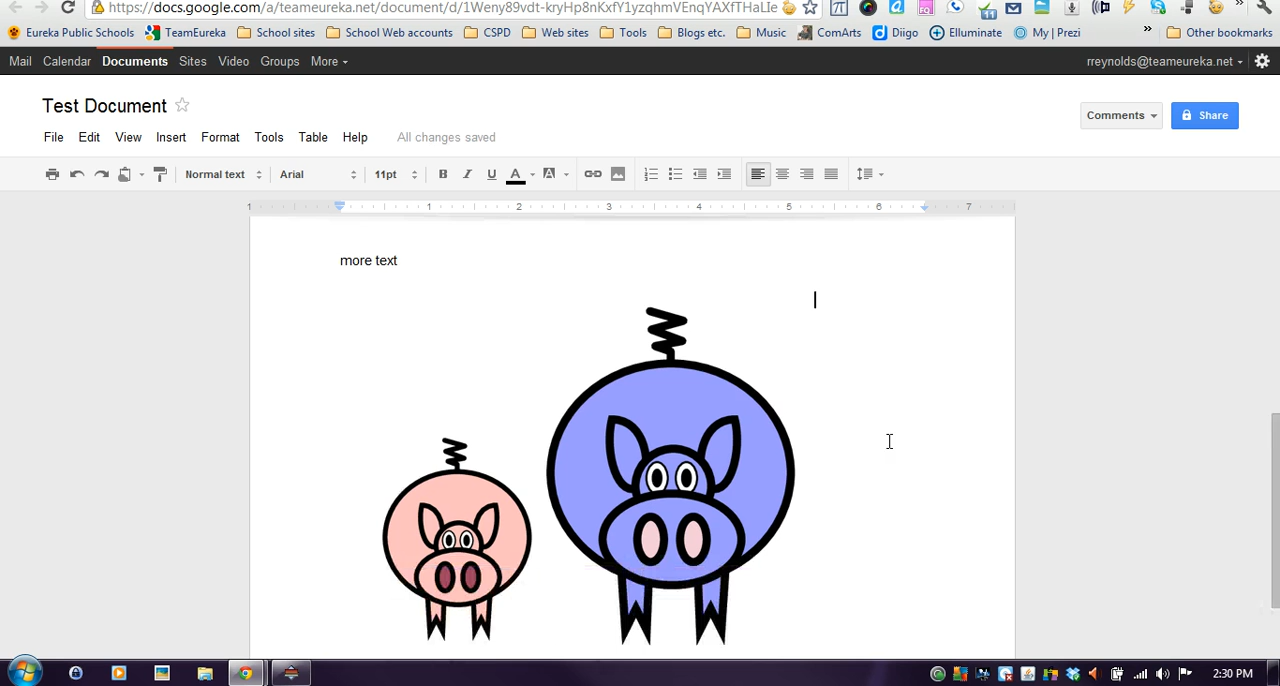 https://docs.google.com/a/teameureka.net/document/d/1Weny89vdt-kryHp8nKxfY1yzqhmVEnqYAXfTHaLIe
Eureka Public Schools TeamEureka School sites School Web accounts CSPD Web sites Tools Blogs etc. Music ComArts Diigo Elluminate My | Prezi » Other bookmarks
Mail Calendar Documents Sites Video Groups More rreynolds@teameureka.net
Test Document
Comments Share
File Edit View Insert Format Tools Table Help All changes saved
Normal text Arial 11pt B I U A A
1 1 2 3 4 5 6 7
more text
2:30 PM